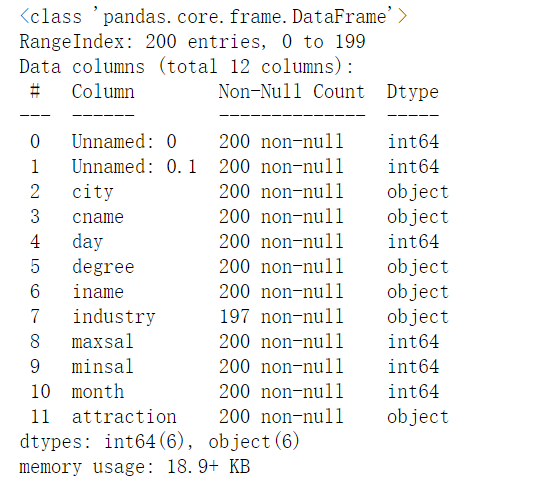 <class 'pandas.core.frame.DataFrame'>
RangeIndex: 200 entries, 0 to 199
Data columns (total 12 columns):
 #   Column        Non-Null Count  Dtype
---  ------        --------------  -----
 0   Unnamed: 0    200 non-null    int64
 1   Unnamed: 0.1  200 non-null    int64
 2   city          200 non-null    object
 3   cname         200 non-null    object
 4   day           200 non-null    int64
 5   degree        200 non-null    object
 6   iname         200 non-null    object
 7   industry      197 non-null    object
 8   maxsal        200 non-null    int64
 9   minsal        200 non-null    int64
 10  month         200 non-null    int64
 11  attraction    200 non-null    object
dtypes: int64(6), object(6)
memory usage: 18.9+ KB